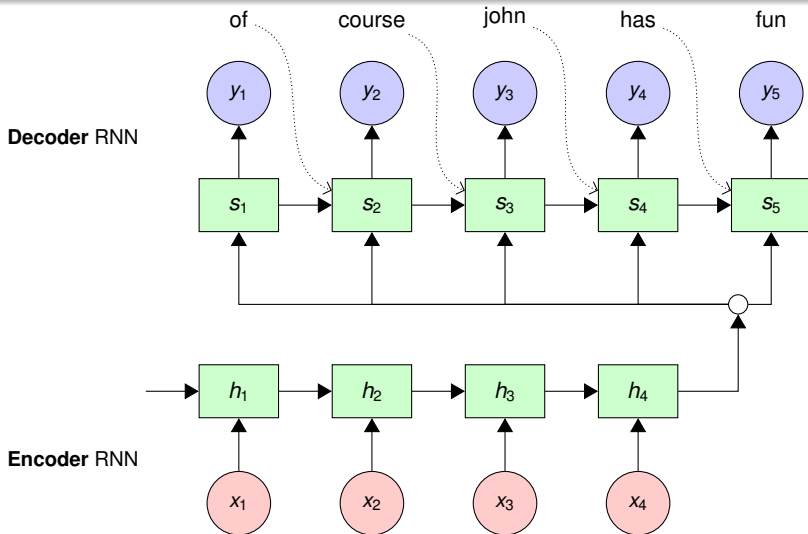 of course john has fun
y1 y2 y3 y4 y5
Decoder RNN
s1 s2 s3 s4 s5
h1 h2 h3 h4
Encoder RNN
x1 x2 x3 x4